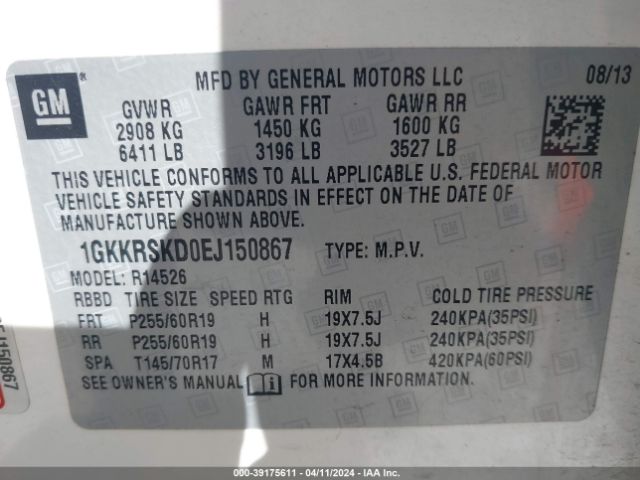 GM
MFD BY GENERAL MOTORS LLC 08/13
GVWR GAWR FRT GAWR RR
2908 KG 1450 KG 1600 KG
6411 LB 3196 LB 3527 LB
THIS VEHICLE CONFORMS TO ALL APPLICABLE U.S. FEDERAL MOTOR
VEHICLE SAFETY STANDARDS IN EFFECT ON THE DATE OF
MANUFACTURE SHOWN ABOVE.
1GKKRSKD0EJ150867 TYPE: M.P.V.
MODEL: R14526
RBBD TIRE SIZE SPEED RTG RIM COLD TIRE PRESSURE
FRT P255/60R19 H 19X7.5J 240KPA(35PSI)
RR P255/60R19 H 19X7.5J 240KPA(35PSI)
SPA T145/70R17 M 17X4.5B 420KPA(60PSI)
SEE OWNER'S MANUAL FOR MORE INFORMATION.
J150867
000-39175611 - 04/11/2024 - IAAI.com